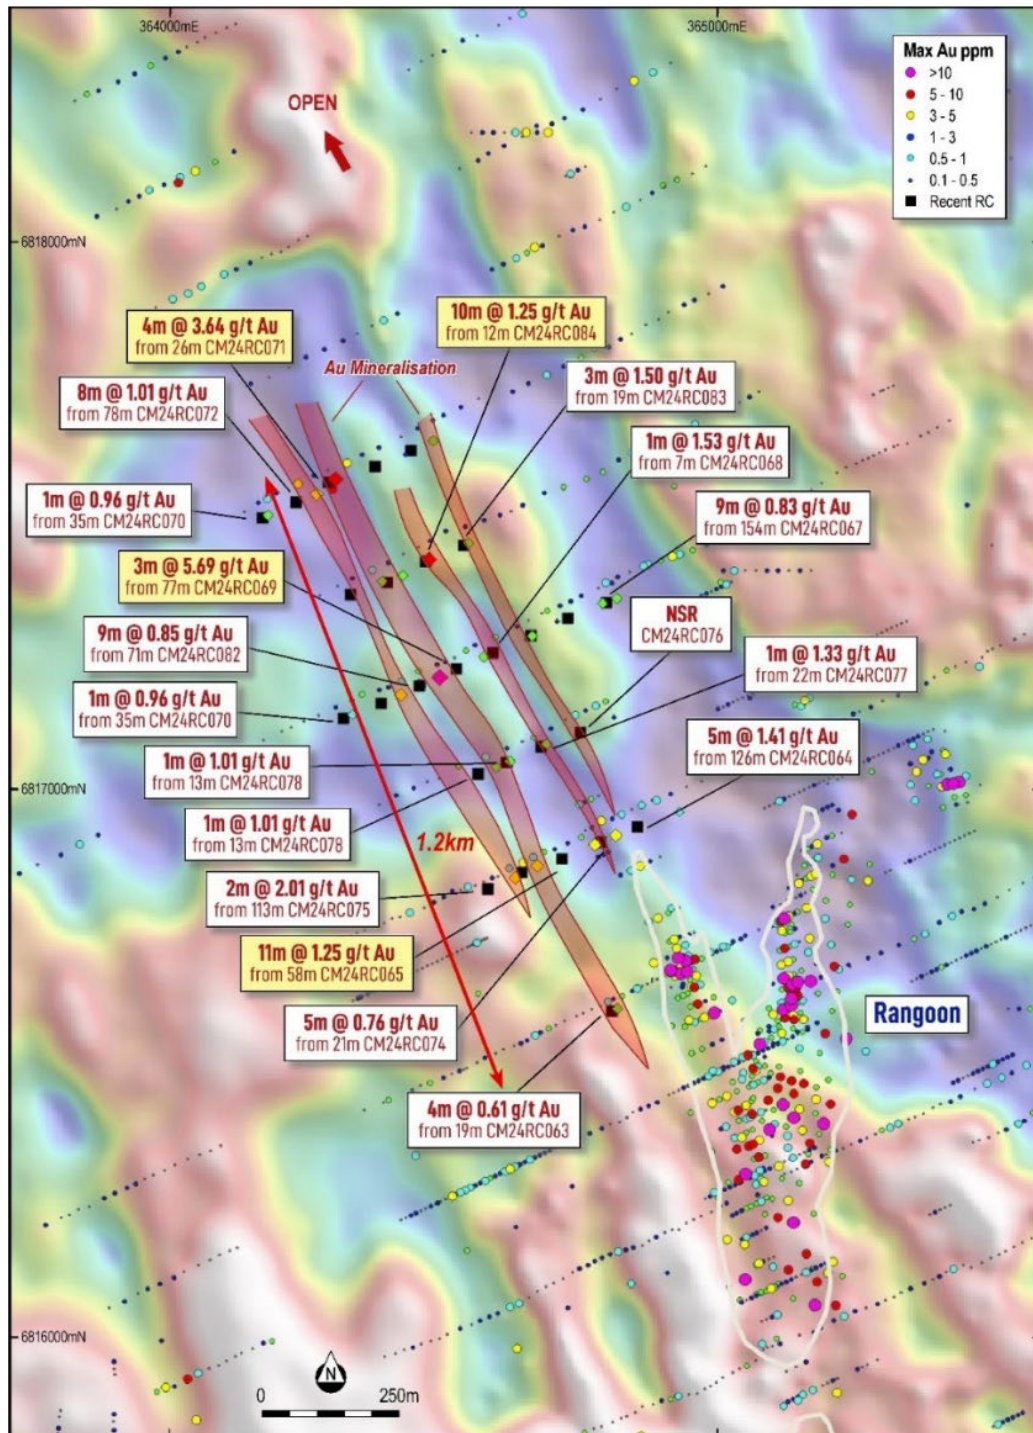 364000mE
365000mE
Max Au ppm
>10
5 - 10
3 - 5
1 - 3
0.5 - 1
0.1 - 0.5
Recent RC
OPEN
6818000mN
4m @ 3.64 g/t Au
from 26m CM24RC071
10m @ 1.25 g/t Au
from 12m CM24RC084
Au Mineralisation
8m @ 1.01 g/t Au
from 78m CM24RC072
3m @ 1.50 g/t Au
from 19m CM24RC083
1m @ 1.53 g/t Au
from 7m CM24RC068
1m @ 0.96 g/t Au
from 35m CM24RC070
9m @ 0.83 g/t Au
from 154m CM24RC067
3m @ 5.69 g/t Au
from 77m CM24RC069
NSR
CM24RC076
9m @ 0.85 g/t Au
from 71m CM24RC082
1m @ 1.33 g/t Au
from 22m CM24RC077
1m @ 0.96 g/t Au
from 35m CM24RC070
5m @ 1.41 g/t Au
from 126m CM24RC064
1m @ 1.01 g/t Au
from 13m CM24RC078
6817000mN
1m @ 1.01 g/t Au
from 13m CM24RC078
1.2km
2m @ 2.01 g/t Au
from 113m CM24RC075
11m @ 1.25 g/t Au
from 58m CM24RC065
Rangoon
5m @ 0.76 g/t Au
from 21m CM24RC074
4m @ 0.61 g/t Au
from 19m CM24RC063
6816000mN
N
0
250m